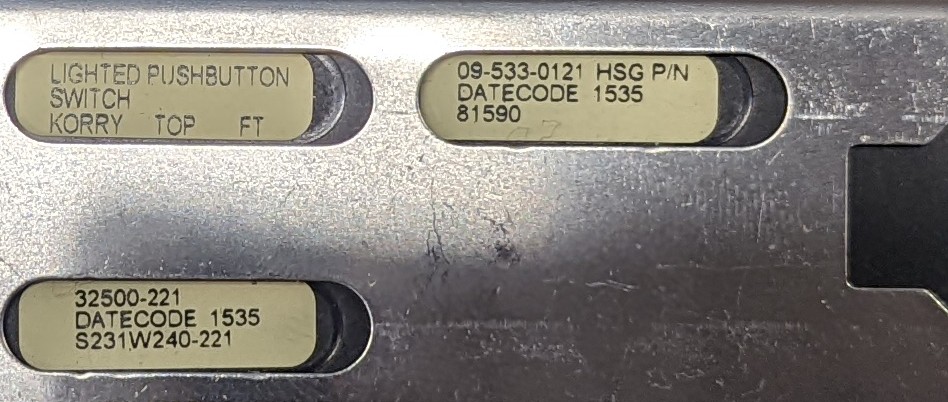 LIGHTED PUSHBUTTON
SWITCH
KORRY TOP FT
09-533-0121 HSG P/N
DATECODE 1535
81590
32500-221
DATECODE 1535
S231W240-221